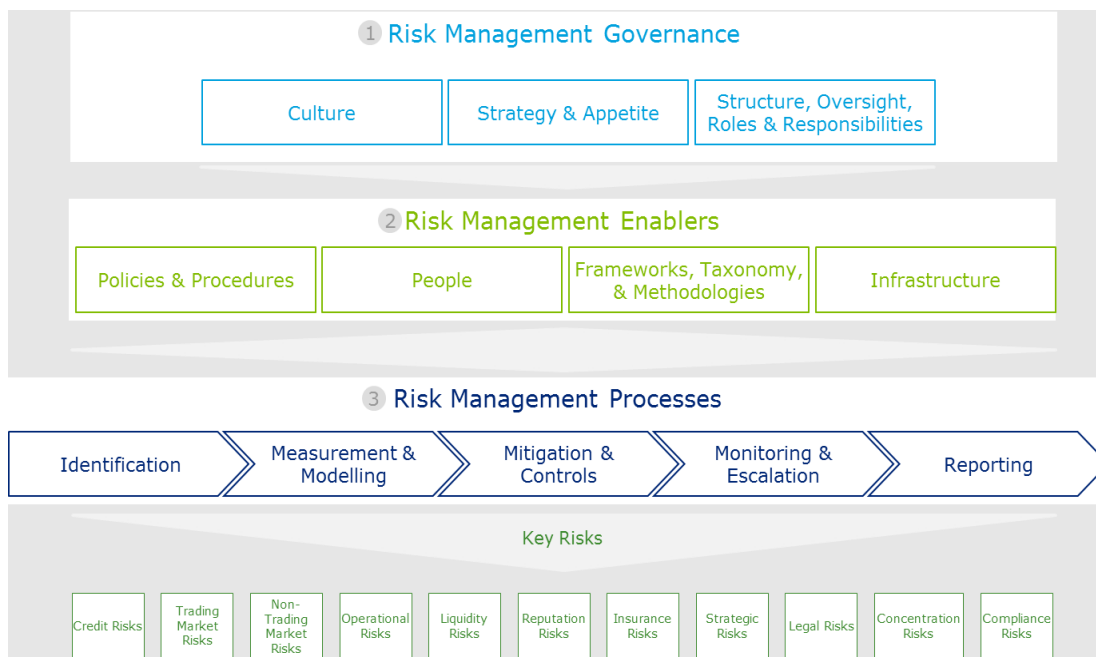 1 Risk Management Governance
Culture
Strategy & Appetite
Structure, Oversight,
Roles & Responsibilities
2 Risk Management Enablers
Policies & Procedures
People
Frameworks, Taxonomy,
& Methodologies
Infrastructure
3 Risk Management Processes
Identification
Measurement &
Modelling
Mitigation &
Controls
Monitoring &
Escalation
Reporting
Key Risks
Credit Risks
Trading
Market
Risks
Non-
Trading
Market
Risks
Operational
Risks
Liquidity
Risks
Reputation
Risks
Insurance
Risks
Strategic
Risks
Legal Risks
Concentration
Risks
Compliance
Risks